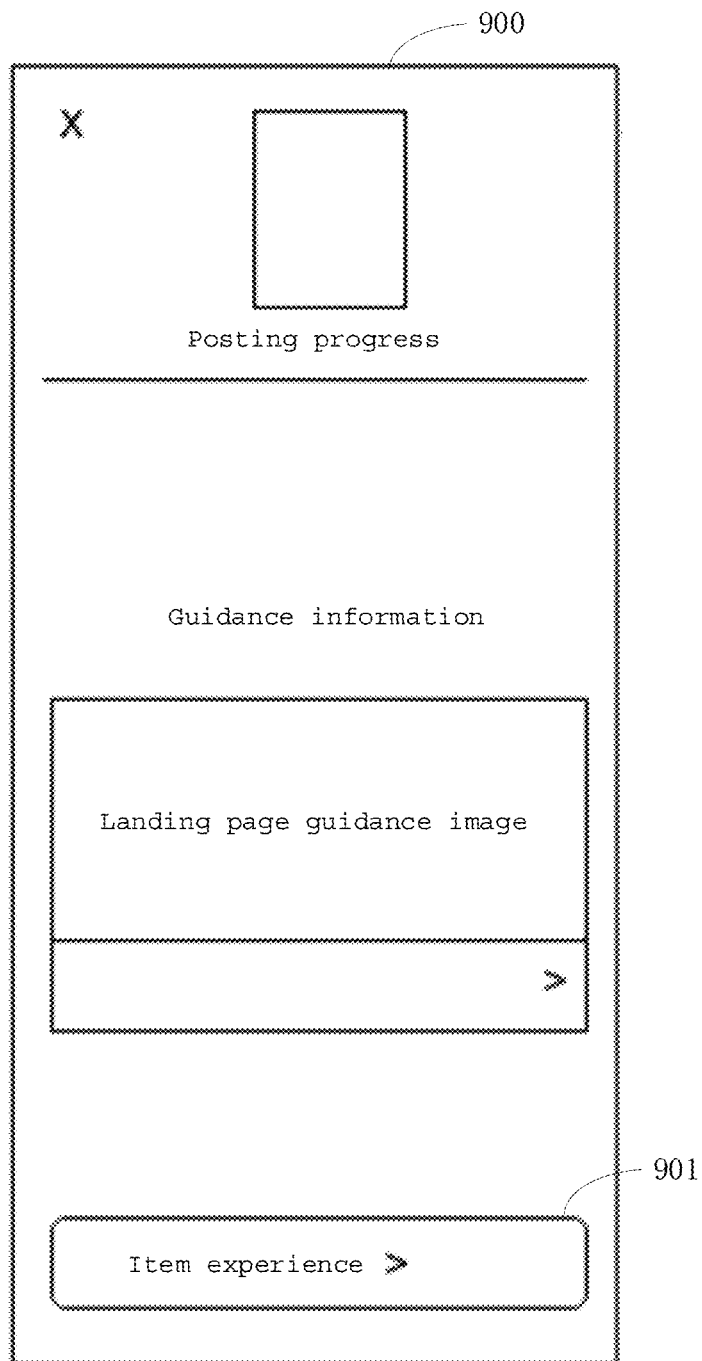 900
X
Posting progress
Guidance information
Landing page guidance image
>
901
Item experience >